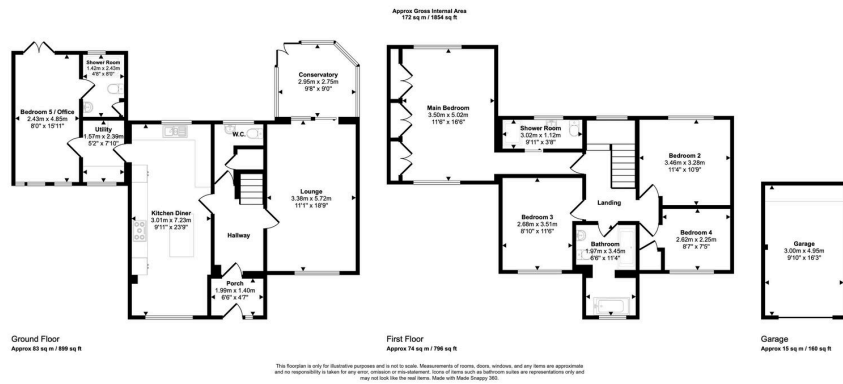 Approx Gross Internal Area
172 sq m / 1854 sq ft
Shower Room
1.42m x 2.43m
4'8" x 8'0"
Bedroom 5 / Office
2.43m x 4.85m
8'0" x 15'11"
Utility
1.57m x 2.39m
5'2" x 7'10"
Conservatory
2.95m x 2.75m
9'8" x 9'0"
W.C.
Kitchen Diner
3.01m x 7.23m
9'11" x 23'9"
Lounge
3.38m x 5.72m
11'1" x 18'9"
Hallway
Porch
1.99m x 1.40m
6'6" x 4'7"
Ground Floor
Approx 83 sq m / 899 sq ft
Main Bedroom
3.50m x 5.02m
11'6" x 16'6"
Shower Room
3.02m x 1.12m
9'11" x 3'8"
Bedroom 2
3.46m x 3.28m
11'4" x 10'9"
Landing
Bedroom 3
2.68m x 3.51m
8'10" x 11'6"
Bedroom 4
2.62m x 2.25m
8'7" x 7'5"
Bathroom
1.97m x 3.45m
6'6" x 11'4"
First Floor
Approx 74 sq m / 796 sq ft
Garage
3.00m x 4.95m
9'10" x 16'3"
Garage
Approx 15 sq m / 160 sq ft
This floorplan is only for illustrative purposes and is not to scale. Measurements of rooms, doors, windows, and any items are approximate
and no responsibility is taken for any error, omission or mis-statement. Icons of items such as bathroom suites are representations only and
may not look like the real items. Made with Made Snappy 360.